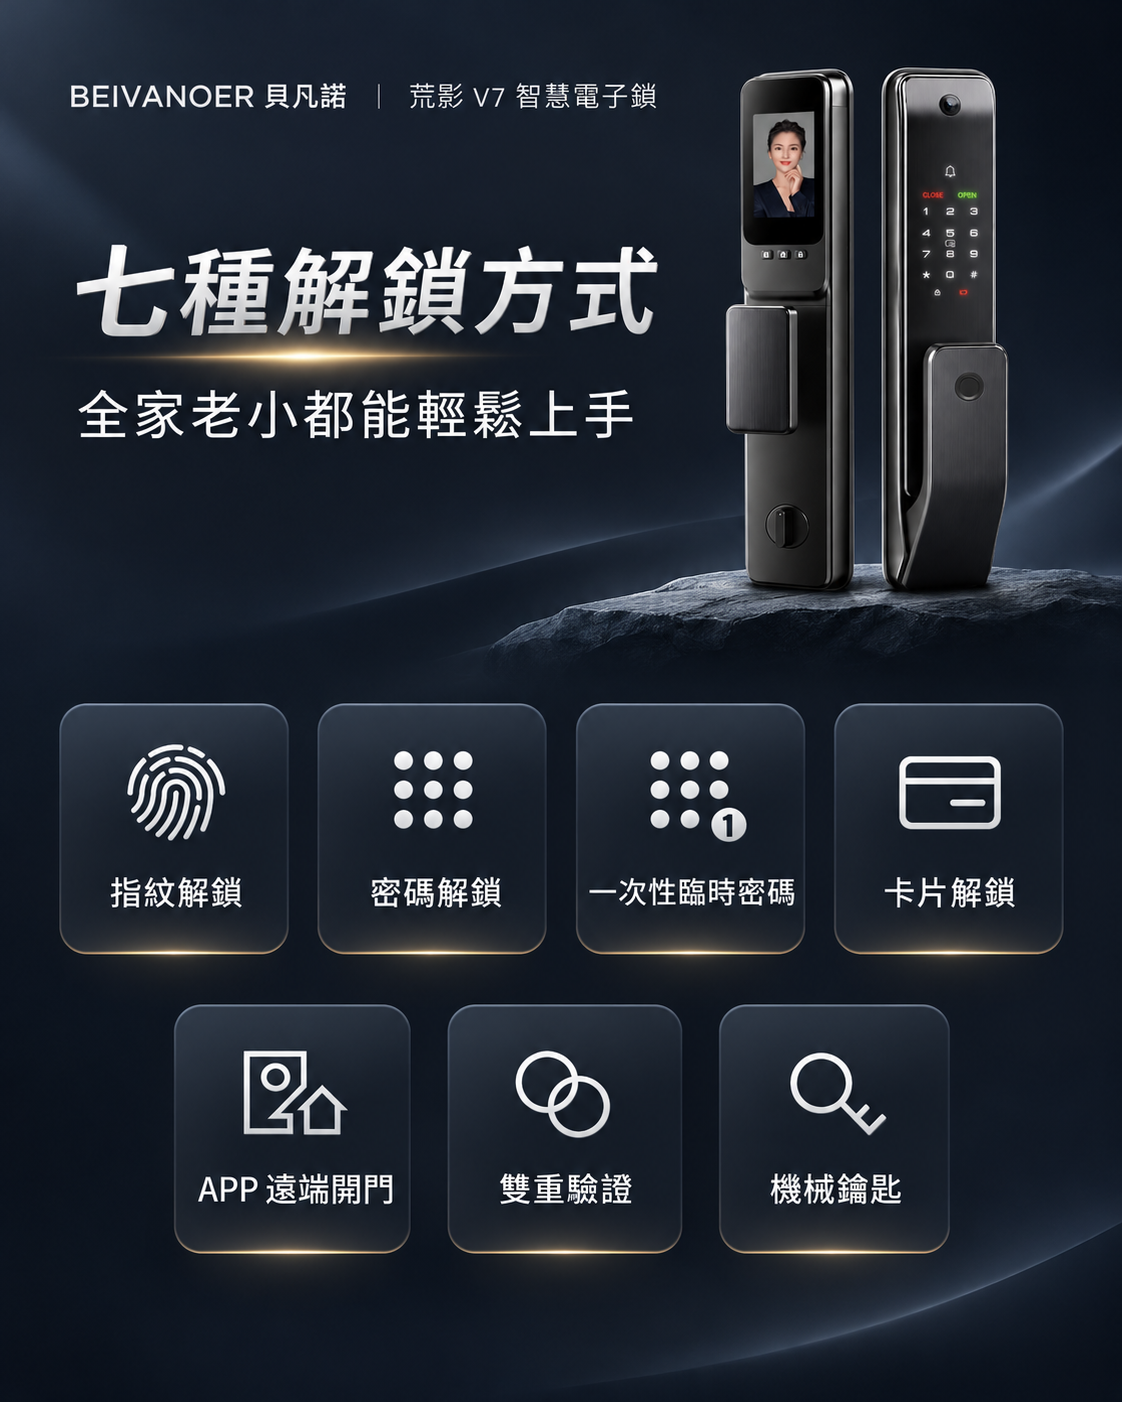 BEIVANOER 貝凡諾 | 荒影 V7 智慧電子鎖
七種解鎖方式
全家老小都能輕鬆上手
CLOSE OPEN
1 2 3
4 5 6
7 8 9
* 0 #
指紋解鎖
密碼解鎖
1
一次性臨時密碼
卡片解鎖
APP 遠端開門
雙重驗證
機械鑰匙